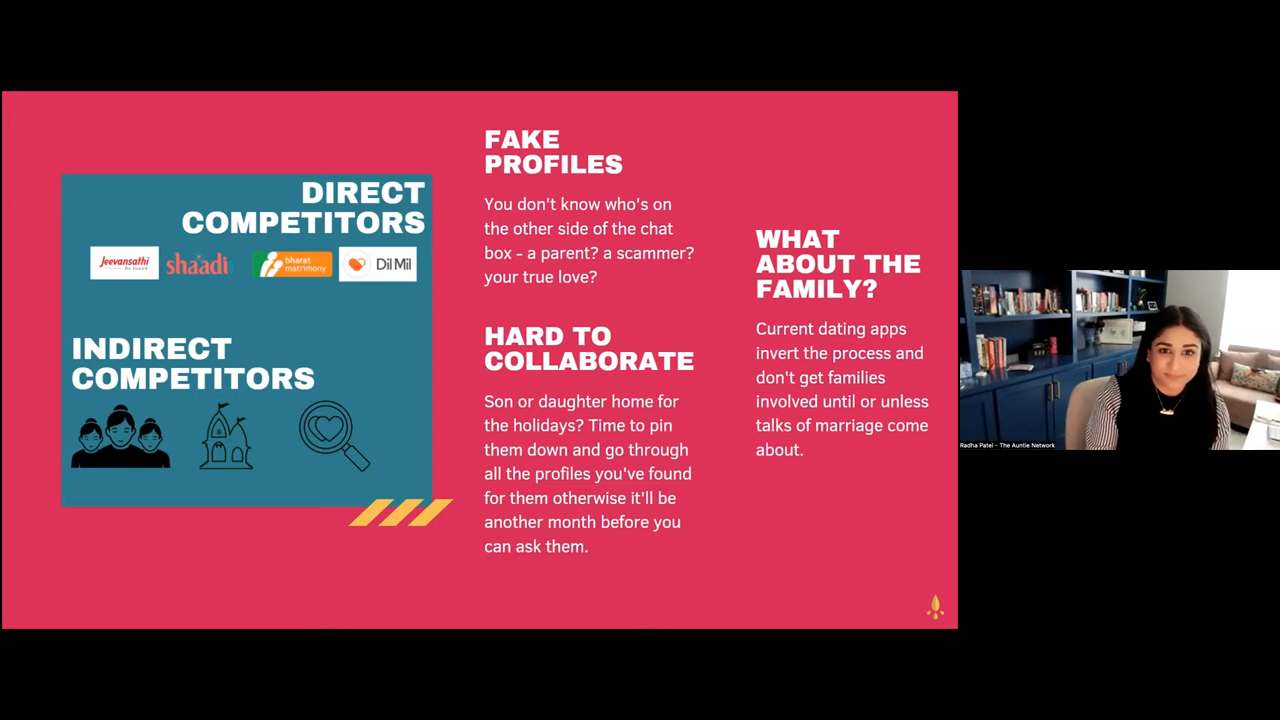 DIRECT
COMPETITORS
Jeevansathi
Be found
shaadi
bharat
matrimony
Dil Mil
INDIRECT
COMPETITORS
FAKE
PROFILES
You don't know who's on
the other side of the chat
box - a parent? a scammer?
your true love?
HARD TO
COLLABORATE
Son or daughter home for
the holidays? Time to pin
them down and go through
all the profiles you've found
for them otherwise it'll be
another month before you
can ask them.
WHAT
ABOUT THE
FAMILY?
Current dating apps
invert the process and
don't get families
involved until or unless
talks of marriage come
about.
Radha Patel - The Auntie Network